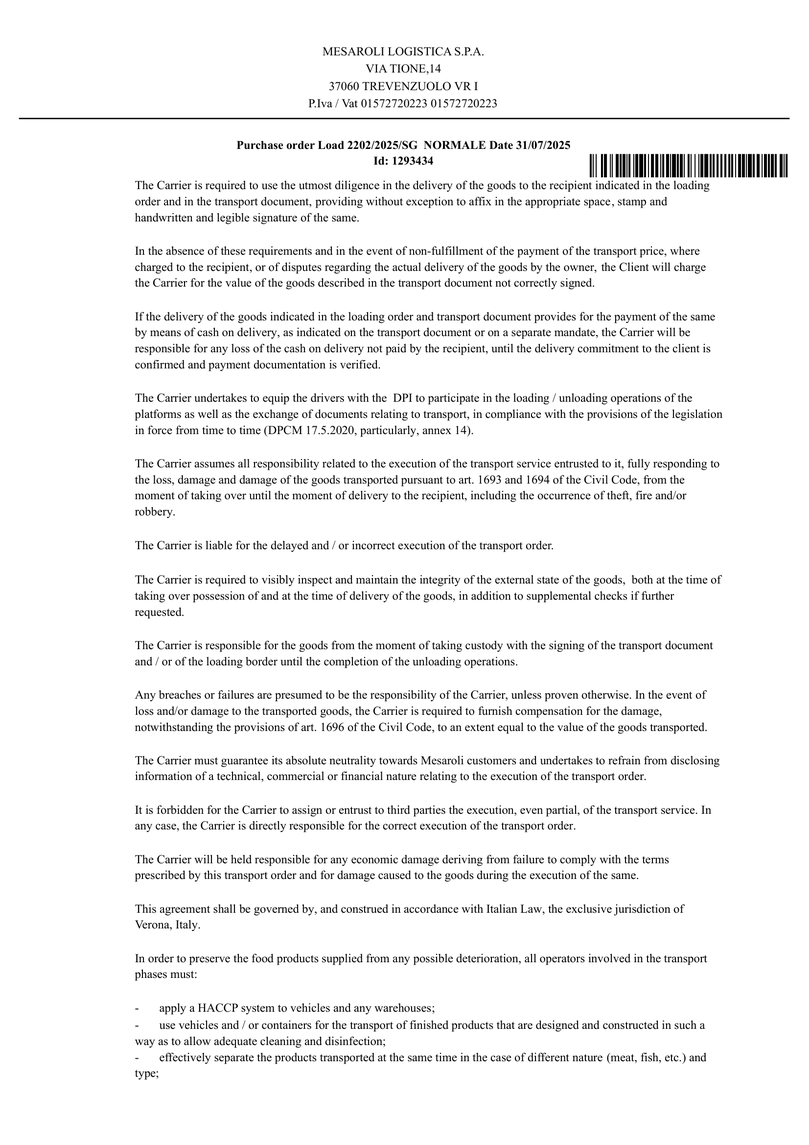 MESAROLI LOGISTICA S.P.A.
VIA TIONE,14
37060 TREVENZUOLO VR I
P.Iva / Vat 01572720223 01572720223
Purchase order Load 2202/2025/SG  NORMALE Date 31/07/2025
Id: 1293434
The Carrier is required to use the utmost diligence in the delivery of the goods to the recipient indicated in the loading
order and in the transport document, providing without exception to affix in the appropriate space, stamp and
handwritten and legible signature of the same.
In the absence of these requirements and in the event of non-fulfillment of the payment of the transport price, where
charged to the recipient, or of disputes regarding the actual delivery of the goods by the owner, the Client will charge
the Carrier for the value of the goods described in the transport document not correctly signed.
If the delivery of the goods indicated in the loading order and transport document provides for the payment of the same
by means of cash on delivery, as indicated on the transport document or on a separate mandate, the Carrier will be
responsible for any loss of the cash on delivery not paid by the recipient, until the delivery commitment to the client is
confirmed and payment documentation is verified.
The Carrier undertakes to equip the drivers with the  DPI to participate in the loading / unloading operations of the
platforms as well as the exchange of documents relating to transport, in compliance with the provisions of the legislation
in force from time to time (DPCM 17.5.2020, particularly, annex 14).
The Carrier assumes all responsibility related to the execution of the transport service entrusted to it, fully responding to
the loss, damage and damage of the goods transported pursuant to art. 1693 and 1694 of the Civil Code, from the
moment of taking over until the moment of delivery to the recipient, including the occurrence of theft, fire and/or
robbery.
The Carrier is liable for the delayed and / or incorrect execution of the transport order.
The Carrier is required to visibly inspect and maintain the integrity of the external state of the goods,  both at the time of
taking over possession of and at the time of delivery of the goods, in addition to supplemental checks if further
requested.
The Carrier is responsible for the goods from the moment of taking custody with the signing of the transport document
and / or of the loading border until the completion of the unloading operations.
Any breaches or failures are presumed to be the responsibility of the Carrier, unless proven otherwise. In the event of
loss and/or damage to the transported goods, the Carrier is required to furnish compensation for the damage,
notwithstanding the provisions of art. 1696 of the Civil Code, to an extent equal to the value of the goods transported.
The Carrier must guarantee its absolute neutrality towards Mesaroli customers and undertakes to refrain from disclosing
information of a technical, commercial or financial nature relating to the execution of the transport order.
It is forbidden for the Carrier to assign or entrust to third parties the execution, even partial, of the transport service. In
any case, the Carrier is directly responsible for the correct execution of the transport order.
The Carrier will be held responsible for any economic damage deriving from failure to comply with the terms
prescribed by this transport order and for damage caused to the goods during the execution of the same.
This agreement shall be governed by, and construed in accordance with Italian Law, the exclusive jurisdiction of
Verona, Italy.
In order to preserve the food products supplied from any possible deterioration, all operators involved in the transport
phases must:
- apply a HACCP system to vehicles and any warehouses;
- use vehicles and / or containers for the transport of finished products that are designed and constructed in such a
way as to allow adequate cleaning and disinfection;
- effectively separate the products transported at the same time in the case of different nature (meat, fish, etc.) and
type;